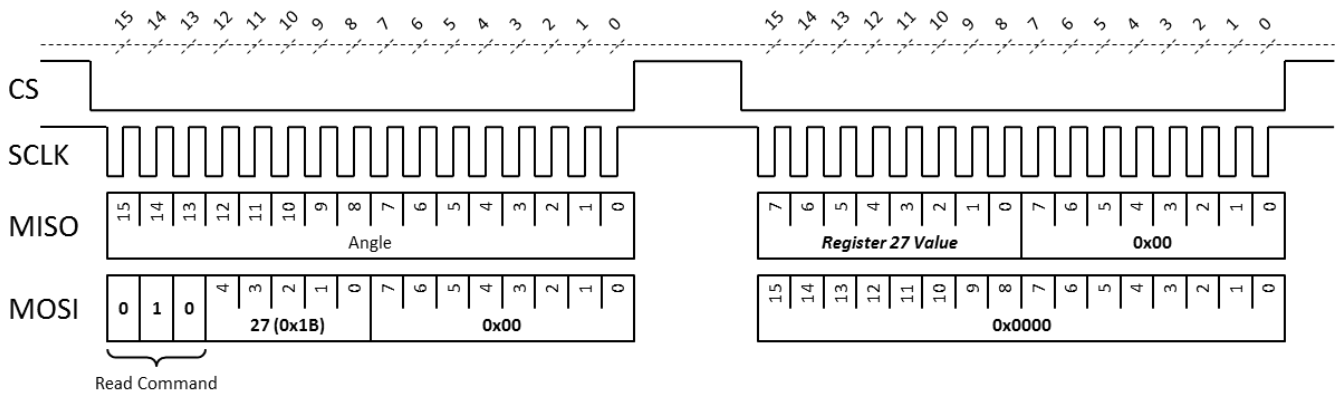 15 14 13 12 11 10 9 8 7 6 5 4 3 2 1 0 15 14 13 12 11 10 9 8 7 6 5 4 3 2 1 0
CS
SCLK
MISO 15 14 13 12 11 10 9 8 7 6 5 4 3 2 1 0 7 6 5 4 3 2 1 0 7 6 5 4 3 2 1 0
Angle Register 27 Value 0x00
MOSI 0 1 0 4 3 2 1 0 7 6 5 4 3 2 1 0 15 14 13 12 11 10 9 8 7 6 5 4 3 2 1 0
27 (0x1B) 0x00 0x0000
Read Command